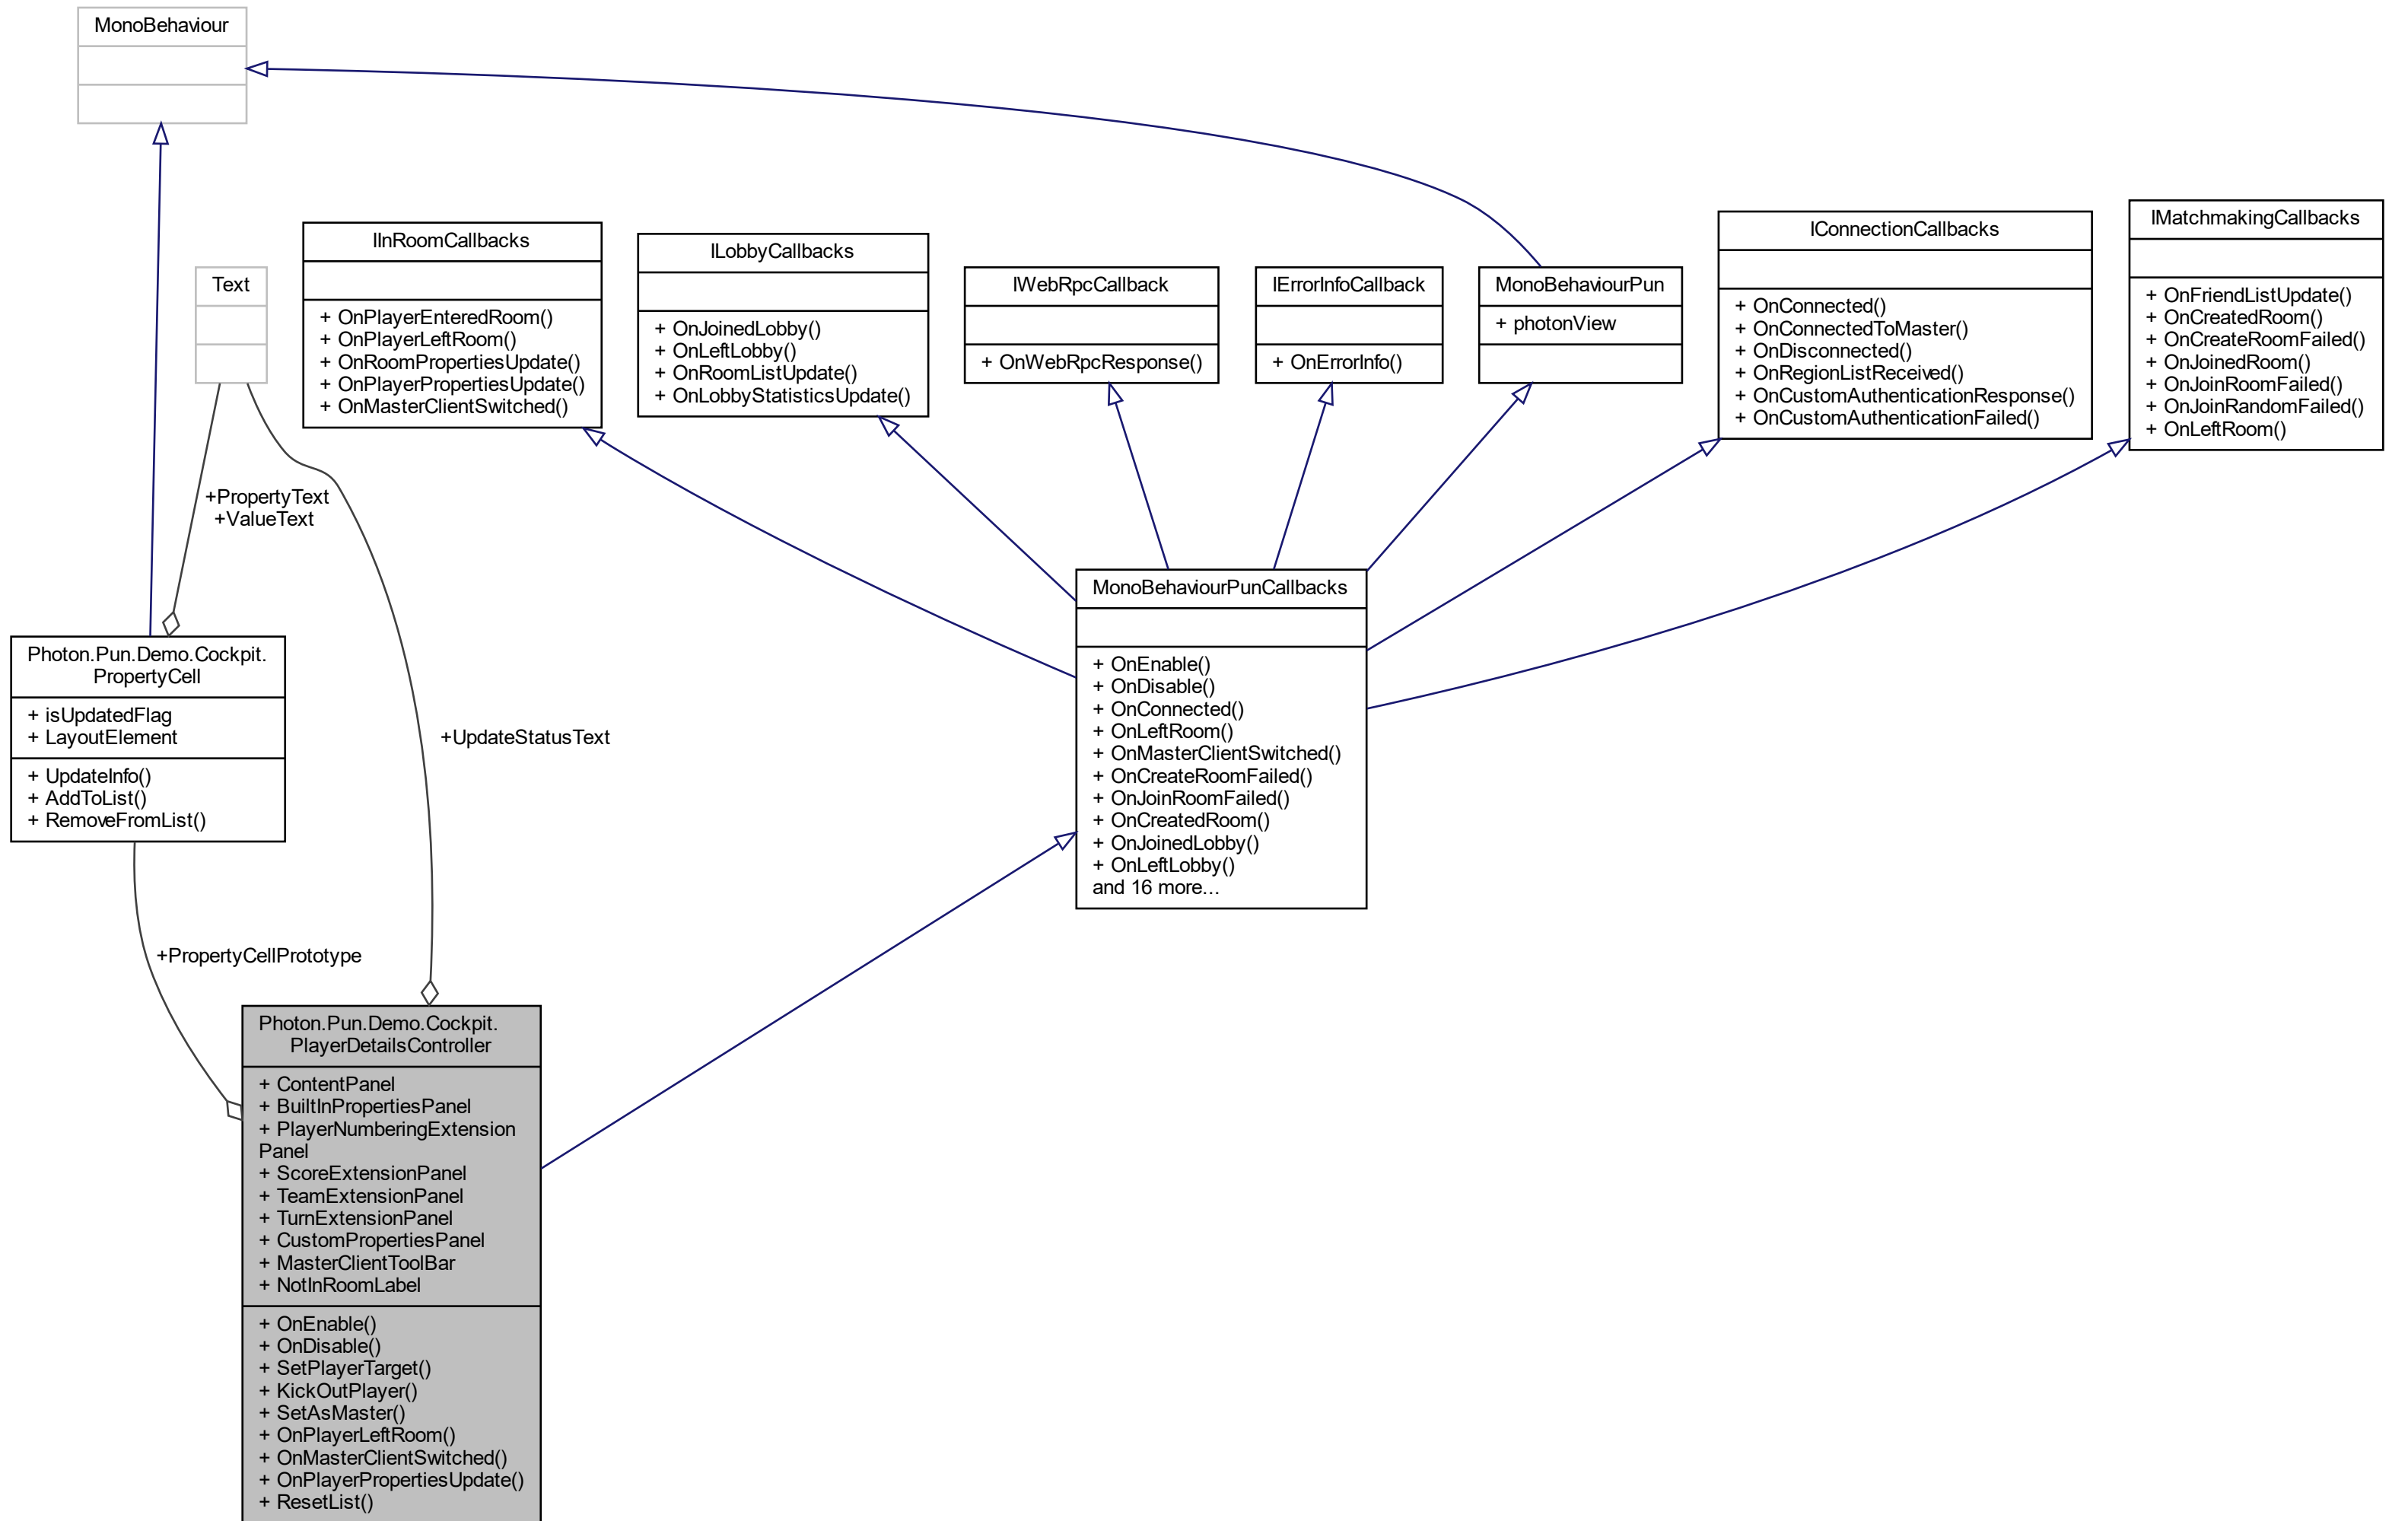 MonoBehaviour
Text
IInRoomCallbacks
+ OnPlayerEnteredRoom()
+ OnPlayerLeftRoom()
+ OnRoomPropertiesUpdate()
+ OnPlayerPropertiesUpdate()
+ OnMasterClientSwitched()
ILobbyCallbacks
+ OnJoinedLobby()
+ OnLeftLobby()
+ OnRoomListUpdate()
+ OnLobbyStatisticsUpdate()
IWebRpcCallback
+ OnWebRpcResponse()
IErrorInfoCallback
+ OnErrorInfo()
MonoBehaviourPun
+ photonView
IConnectionCallbacks
+ OnConnected()
+ OnConnectedToMaster()
+ OnDisconnected()
+ OnRegionListReceived()
+ OnCustomAuthenticationResponse()
+ OnCustomAuthenticationFailed()
IMatchmakingCallbacks
+ OnFriendListUpdate()
+ OnCreatedRoom()
+ OnCreateRoomFailed()
+ OnJoinedRoom()
+ OnJoinRoomFailed()
+ OnJoinRandomFailed()
+ OnLeftRoom()
+PropertyText
+ValueText
Photon.Pun.Demo.Cockpit.
PropertyCell
+ isUpdatedFlag
+ LayoutElement
+ UpdateInfo()
+ AddToList()
+ RemoveFromList()
+UpdateStatusText
MonoBehaviourPunCallbacks
+ OnEnable()
+ OnDisable()
+ OnConnected()
+ OnLeftRoom()
+ OnMasterClientSwitched()
+ OnCreateRoomFailed()
+ OnJoinRoomFailed()
+ OnCreatedRoom()
+ OnJoinedLobby()
+ OnLeftLobby()
and 16 more...
+PropertyCellPrototype
Photon.Pun.Demo.Cockpit.
PlayerDetailsController
+ ContentPanel
+ BuiltInPropertiesPanel
+ PlayerNumberingExtension
Panel
+ ScoreExtensionPanel
+ TeamExtensionPanel
+ TurnExtensionPanel
+ CustomPropertiesPanel
+ MasterClientToolBar
+ NotInRoomLabel
+ OnEnable()
+ OnDisable()
+ SetPlayerTarget()
+ KickOutPlayer()
+ SetAsMaster()
+ OnPlayerLeftRoom()
+ OnMasterClientSwitched()
+ OnPlayerPropertiesUpdate()
+ ResetList()